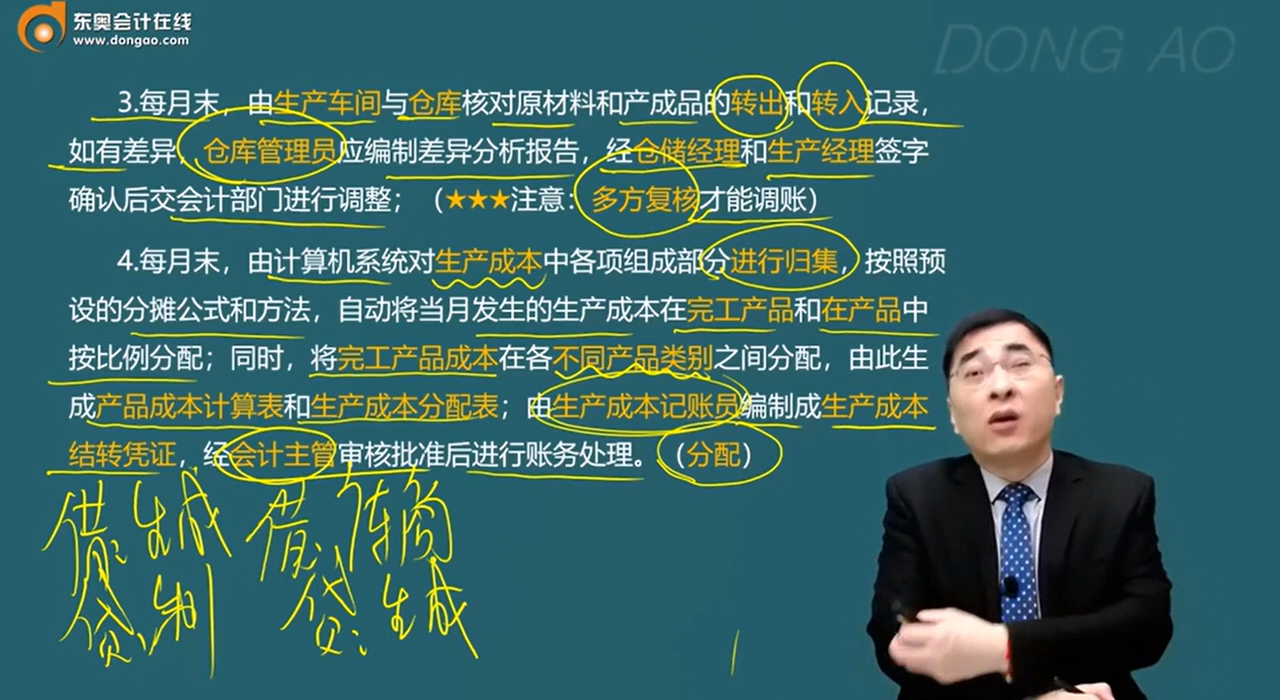 东奥会计在线
www.dongao.com
DONG AO
3.每月末，由生产车间与仓库核对原材料和产成品的转出和转入记录，
如有差异，仓库管理员应编制差异分析报告，经仓储经理和生产经理签字
确认后交会计部门进行调整；（★★★注意：多方复核才能调账）
4.每月末，由计算机系统对生产成本中各项组成部分进行归集，按照预
设的分摊公式和方法，自动将当月发生的生产成本在完工产品和在产品中
按比例分配；同时，将完工产品成本在各不同产品类别之间分配，由此生
成产品成本计算表和生产成本分配表；由生产成本记账员编制成生产成本
结转凭证，经会计主管审核批准后进行账务处理。（分配）
借：生成 借：库商
贷：制 贷：生成